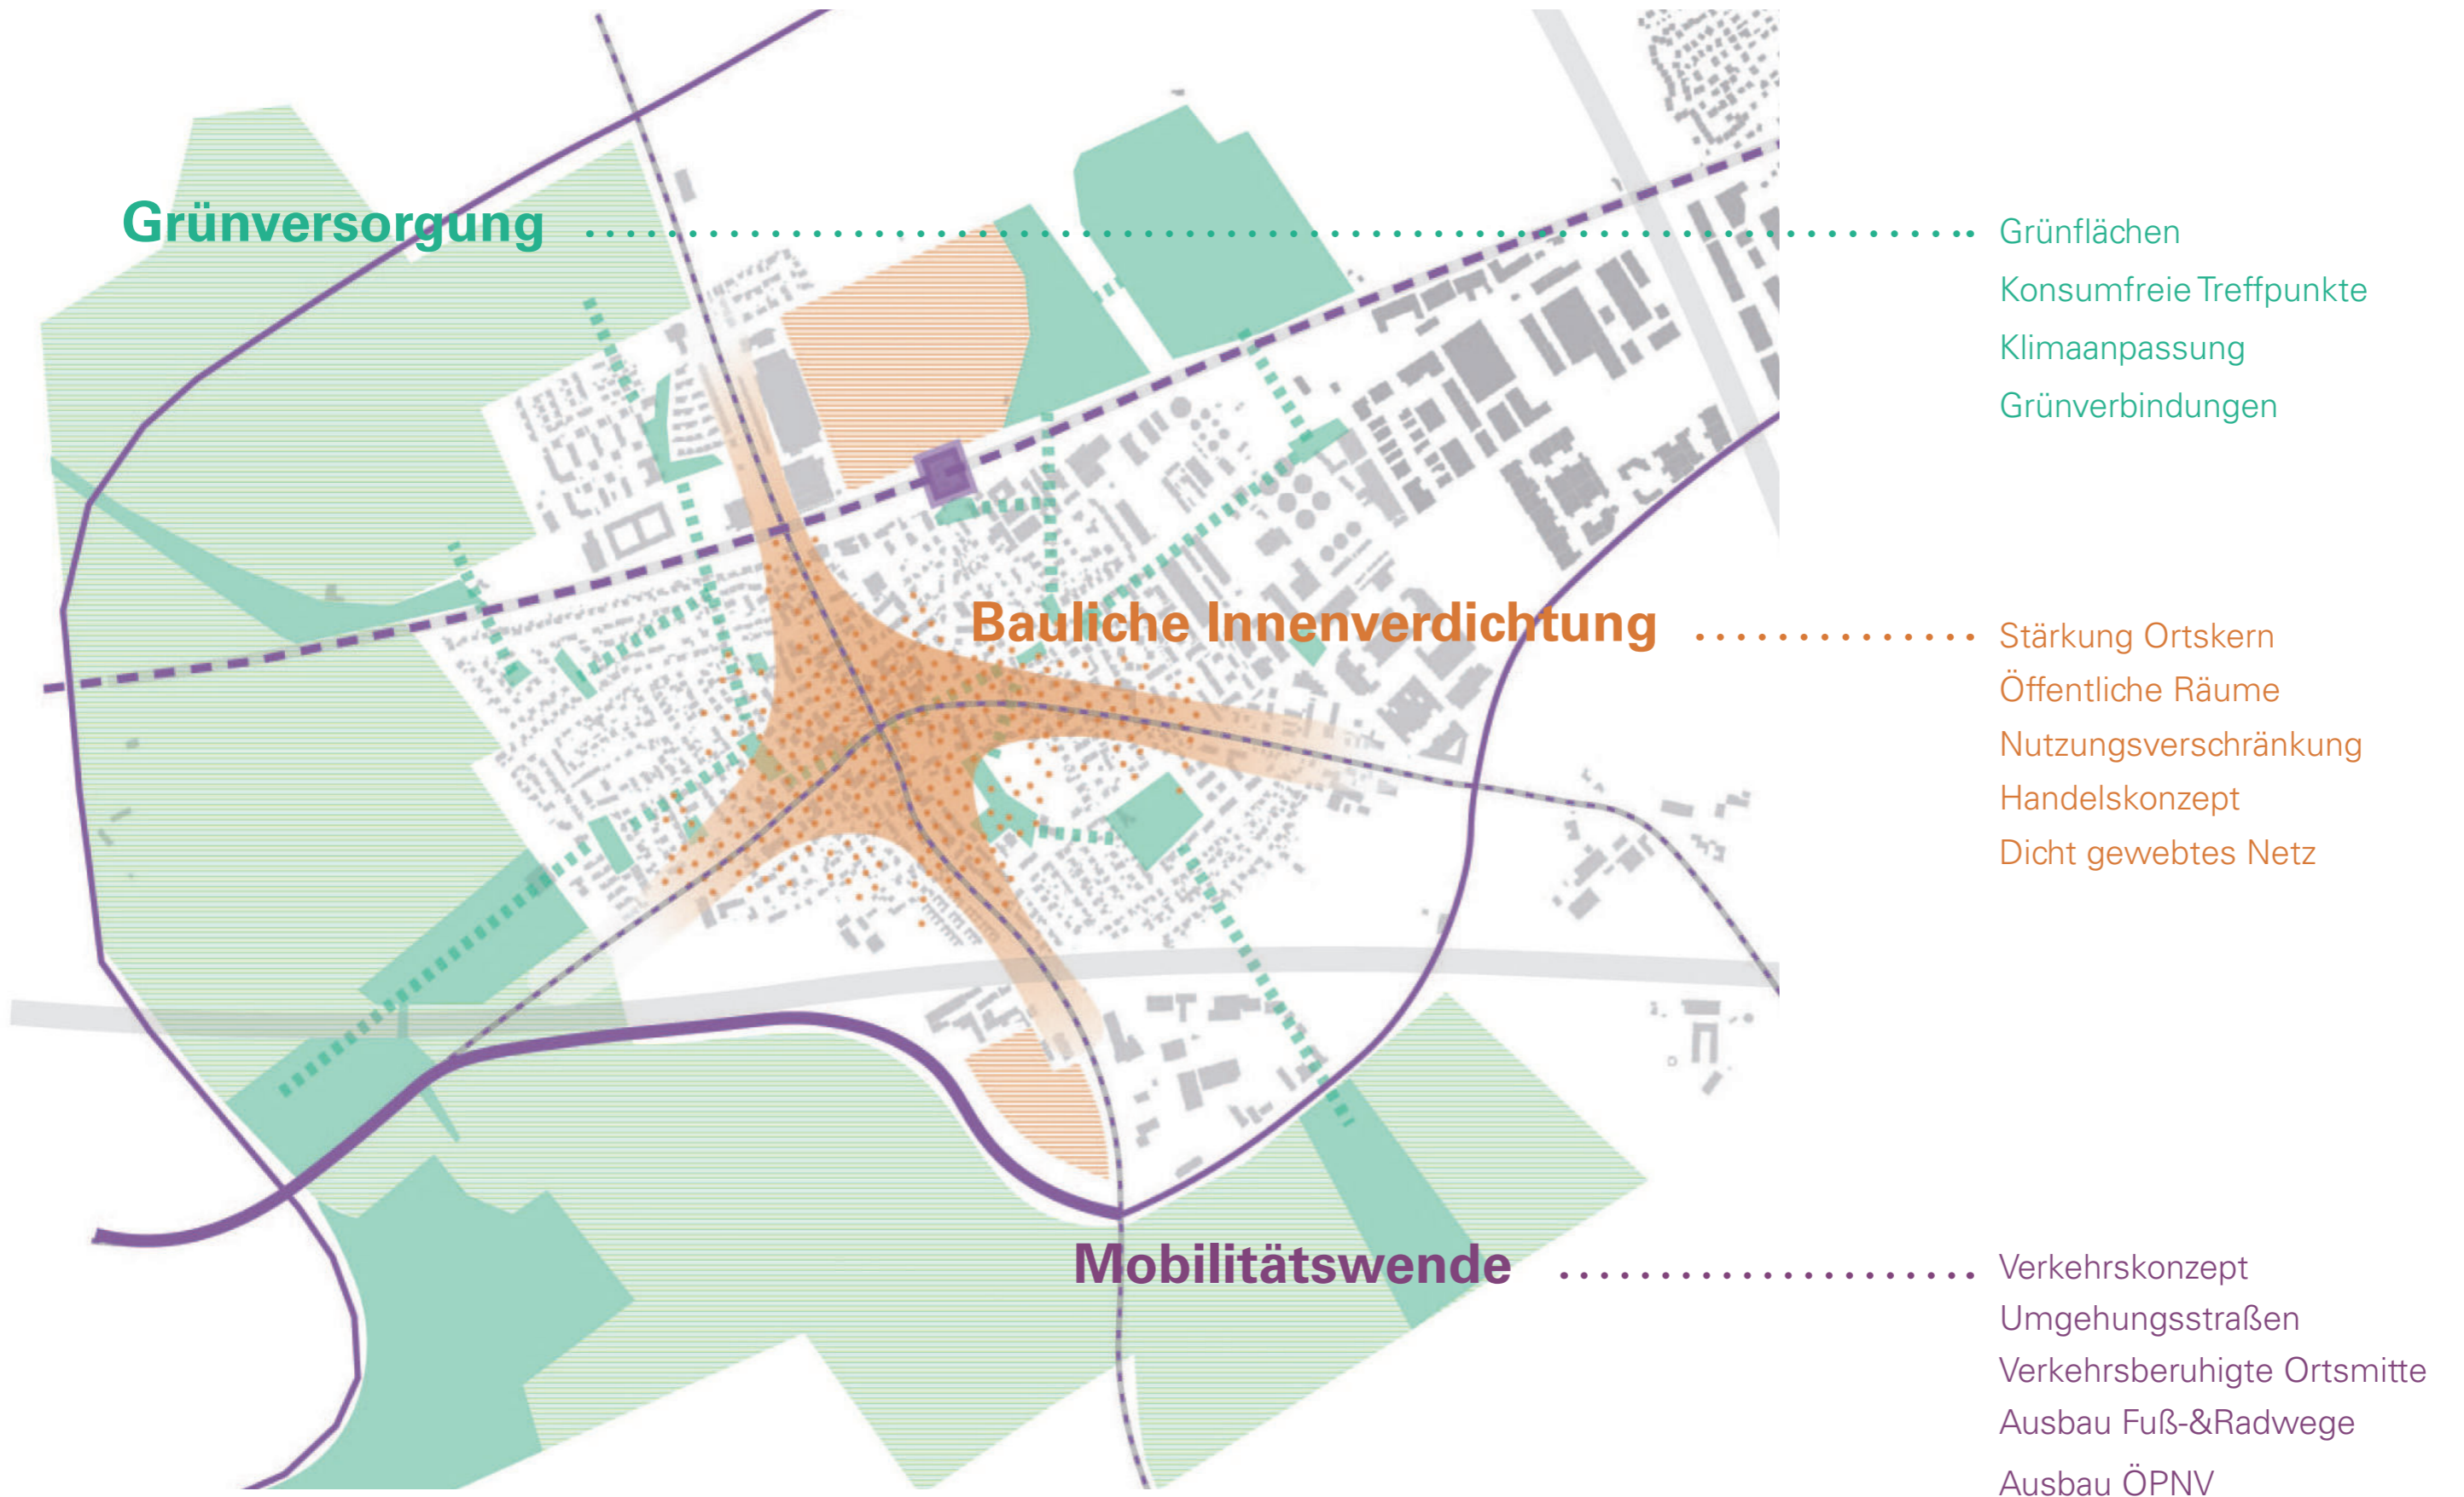 Grünversorgung
Grünflächen
Konsumfreie Treffpunkte
Klimaanpassung
Grünverbindungen
Bauliche Innenverdichtung
Stärkung Ortskern
Öffentliche Räume
Nutzungsverschränkung
Handelskonzept
Dicht gewebtes Netz
Mobilitätswende
Verkehrskonzept
Umgehungsstraßen
Verkehrsberuhigte Ortsmitte
Ausbau Fuß-&Radwege
Ausbau ÖPNV